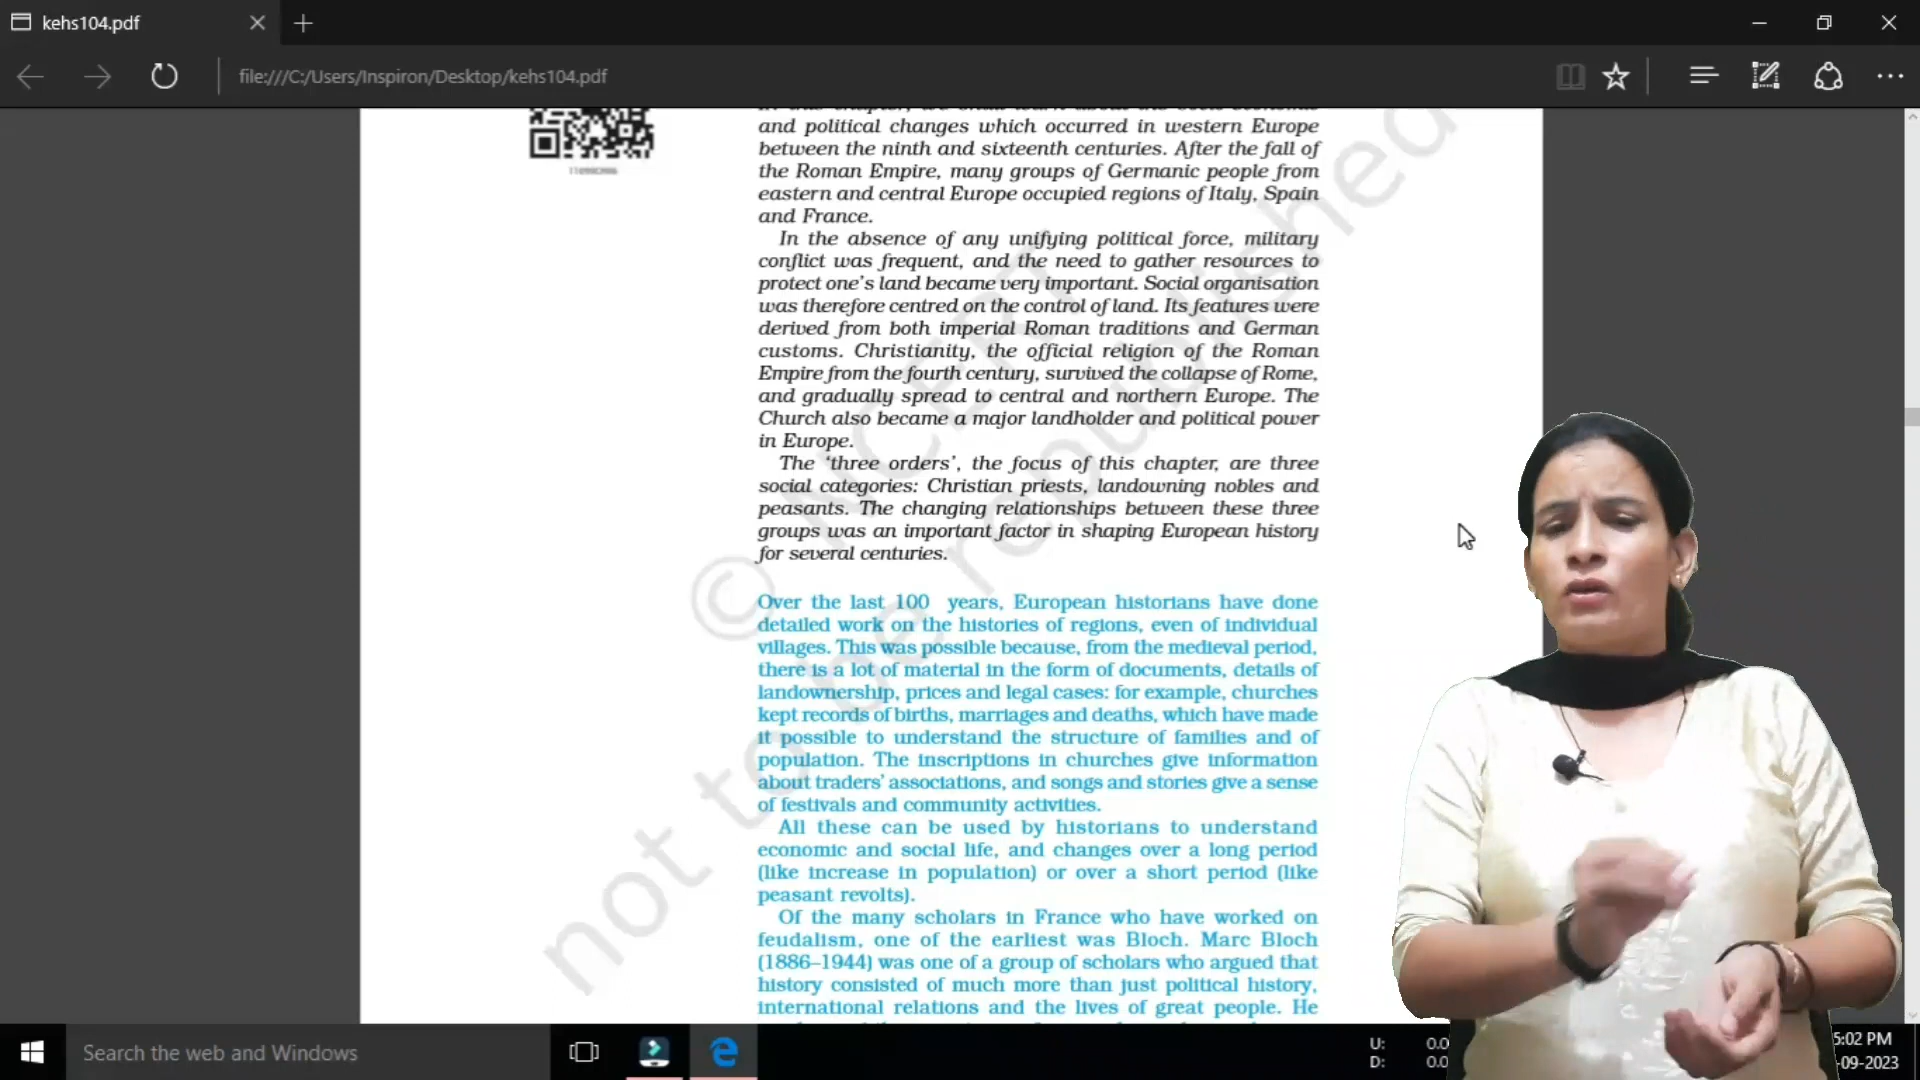 kehs104.pdf
file:///C:/Users/Inspiron/Desktop/kehs104.pdf
and political changes which occurred in western Europe
between the ninth and sixteenth centuries. After the fall of
the Roman Empire, many groups of Germanic people from
eastern and central Europe occupied regions of Italy, Spain
and France.
In the absence of any unifying political force, military
conflict was frequent, and the need to gather resources to
protect one's land became very important. Social organisation
was therefore centred on the control of land. Its features were
derived from both imperial Roman traditions and German
customs. Christianity, the official religion of the Roman
Empire from the fourth century, survived the collapse of Rome,
and gradually spread to central and northern Europe. The
Church also became a major landholder and political power
in Europe.
The 'three orders', the focus of this chapter, are three
social categories: Christian priests, landowning nobles and
peasants. The changing relationships between these three
groups was an important factor in shaping European history
for several centuries.
Over the last 100 years, European historians have done
detailed work on the histories of regions, even of individual
villages. This was possible because, from the medieval period,
there is a lot of material in the form of documents, details of
landownership, prices and legal cases: for example, churches
kept records of births, marriages and deaths, which have made
it possible to understand the structure of families and of
population. The inscriptions in churches give information
about traders' associations, and songs and stories give a sense
of festivals and community activities.
All these can be used by historians to understand
economic and social life, and changes over a long period
(like increase in population) or over a short period (like
peasant revolts).
Of the many scholars in France who have worked on
feudalism, one of the earliest was Bloch. Marc Bloch
(1886–1944) was one of a group of scholars who argued that
history consisted of much more than just political history,
international relations and the lives of great people. He
© NCERT
not to be republished
Search the web and Windows
U: 0.0
D: 0.0
5:02 PM
-09-2023